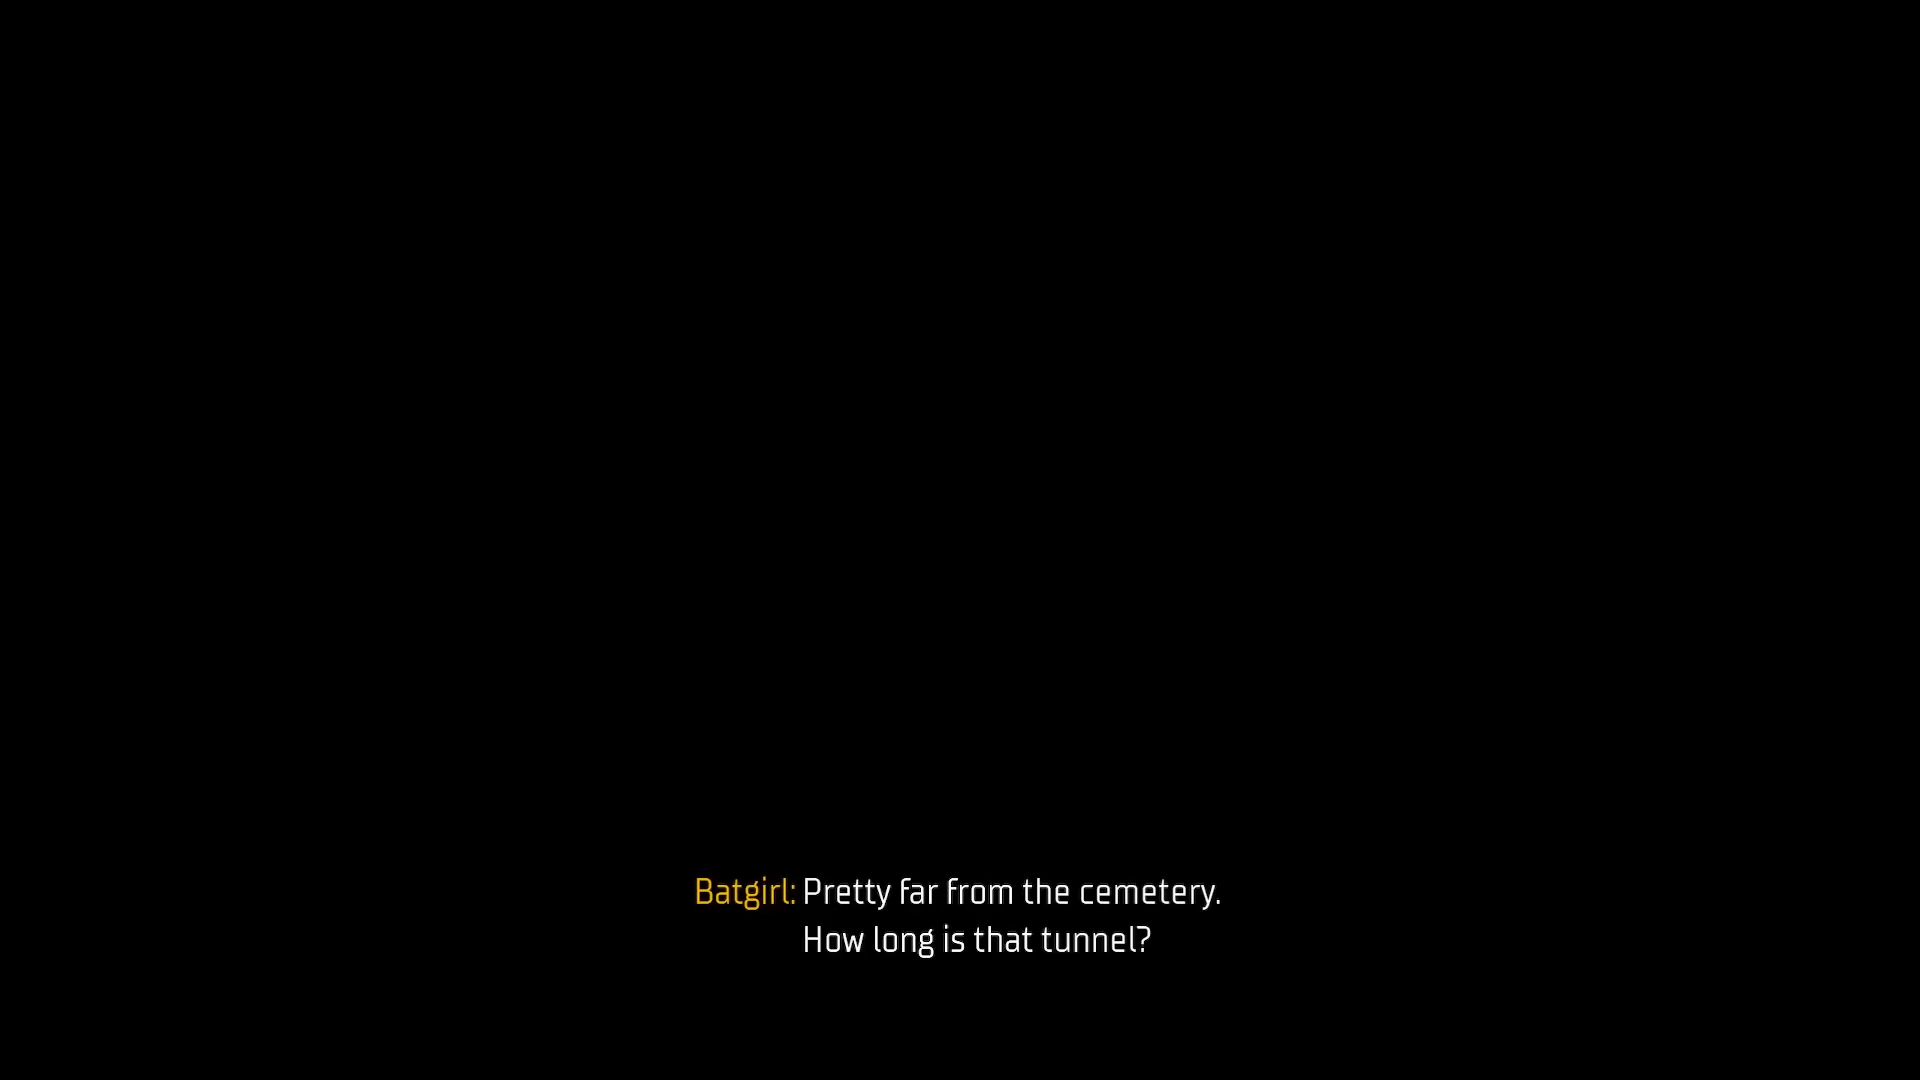 Batgirl: Pretty far from the cemetery.
How long is that tunnel?